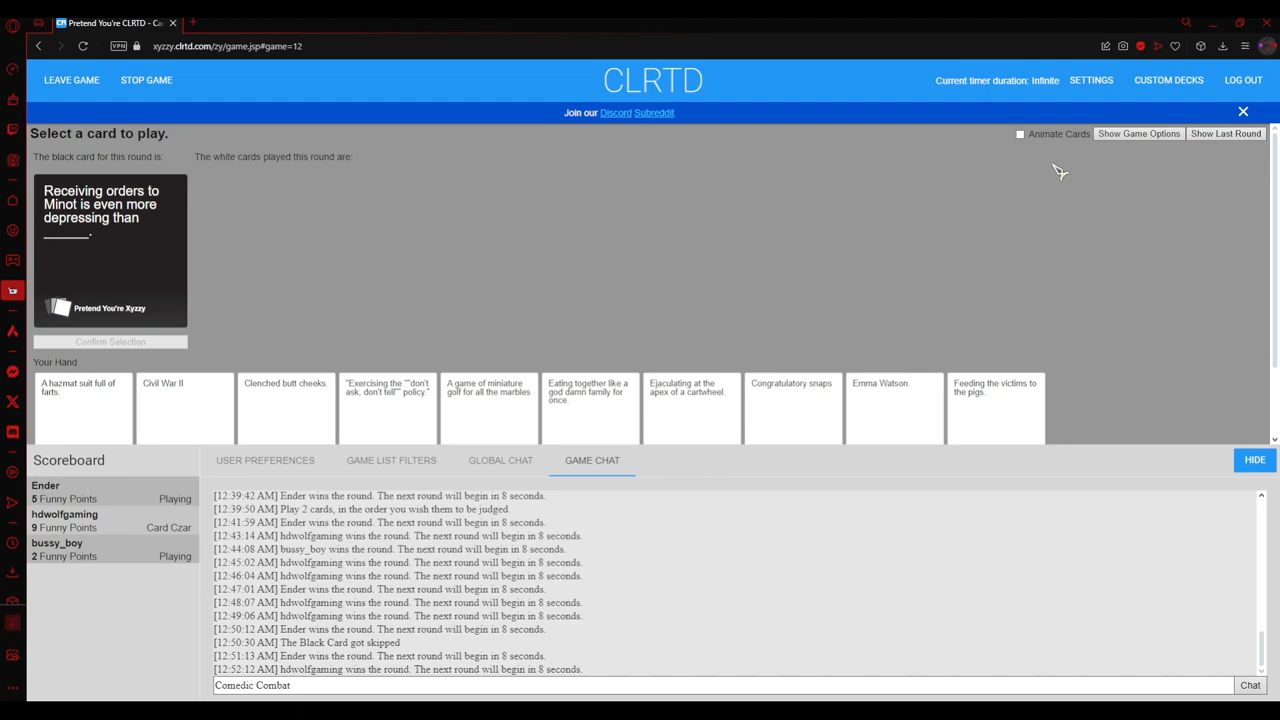 Pretend You're CLRTD - Ca
VPN
xyzzy.clrtd.com/zy/game.jsp#game=12
LEAVE GAME
STOP GAME
CLRTD
Current timer duration: Infinite
SETTINGS
CUSTOM DECKS
LOG OUT
Join our Discord Subreddit
Select a card to play.
Animate Cards
Show Game Options
Show Last Round
The black card for this round is:
The white cards played this round are:
Receiving orders to
Minot is even more
depressing than
______.
Pretend You're Xyzzy
Confirm Selection
Your Hand
A hazmat suit full of
farts.
Civil War II
Clenched butt cheeks.
"Exercising the ""don't
ask, don't tell"" policy."
A game of miniature
golf for all the marbles
Eating together like a
god damn family for
once.
Ejaculating at the
apex of a cartwheel.
Congratulatory snaps
Emma Watson.
Feeding the victims to
the pigs.
Scoreboard
USER PREFERENCES
GAME LIST FILTERS
GLOBAL CHAT
GAME CHAT
HIDE
Ender
5 Funny Points
Playing
hdwolfgaming
9 Funny Points
Card Czar
bussy_boy
2 Funny Points
Playing
[12:39:42 AM] Ender wins the round. The next round will begin in 8 seconds.
[12:39:50 AM] Play 2 cards, in the order you wish them to be judged.
[12:41:59 AM] Ender wins the round. The next round will begin in 8 seconds.
[12:43:14 AM] hdwolfgaming wins the round. The next round will begin in 8 seconds.
[12:44:08 AM] bussy_boy wins the round. The next round will begin in 8 seconds.
[12:45:02 AM] hdwolfgaming wins the round. The next round will begin in 8 seconds.
[12:46:04 AM] hdwolfgaming wins the round. The next round will begin in 8 seconds.
[12:47:01 AM] Ender wins the round. The next round will begin in 8 seconds.
[12:48:07 AM] hdwolfgaming wins the round. The next round will begin in 8 seconds.
[12:49:06 AM] hdwolfgaming wins the round. The next round will begin in 8 seconds.
[12:50:12 AM] Ender wins the round. The next round will begin in 8 seconds.
[12:50:30 AM] The Black Card got skipped
[12:51:13 AM] Ender wins the round. The next round will begin in 8 seconds.
[12:52:12 AM] hdwolfgaming wins the round. The next round will begin in 8 seconds.
Comedic Combat
Chat